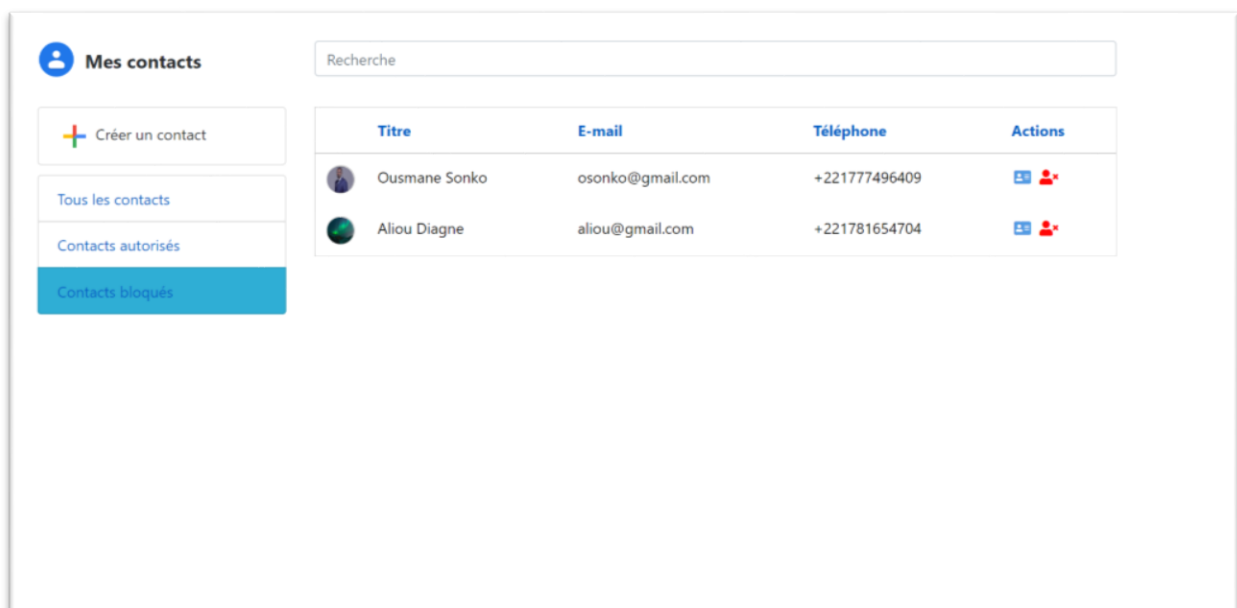 Mes contacts
Recherche
Créer un contact
Tous les contacts
Contacts autorisés
Contacts bloqués
Titre E-mail Téléphone Actions
Ousmane Sonko osonko@gmail.com +221777496409
Aliou Diagne aliou@gmail.com +221781654704